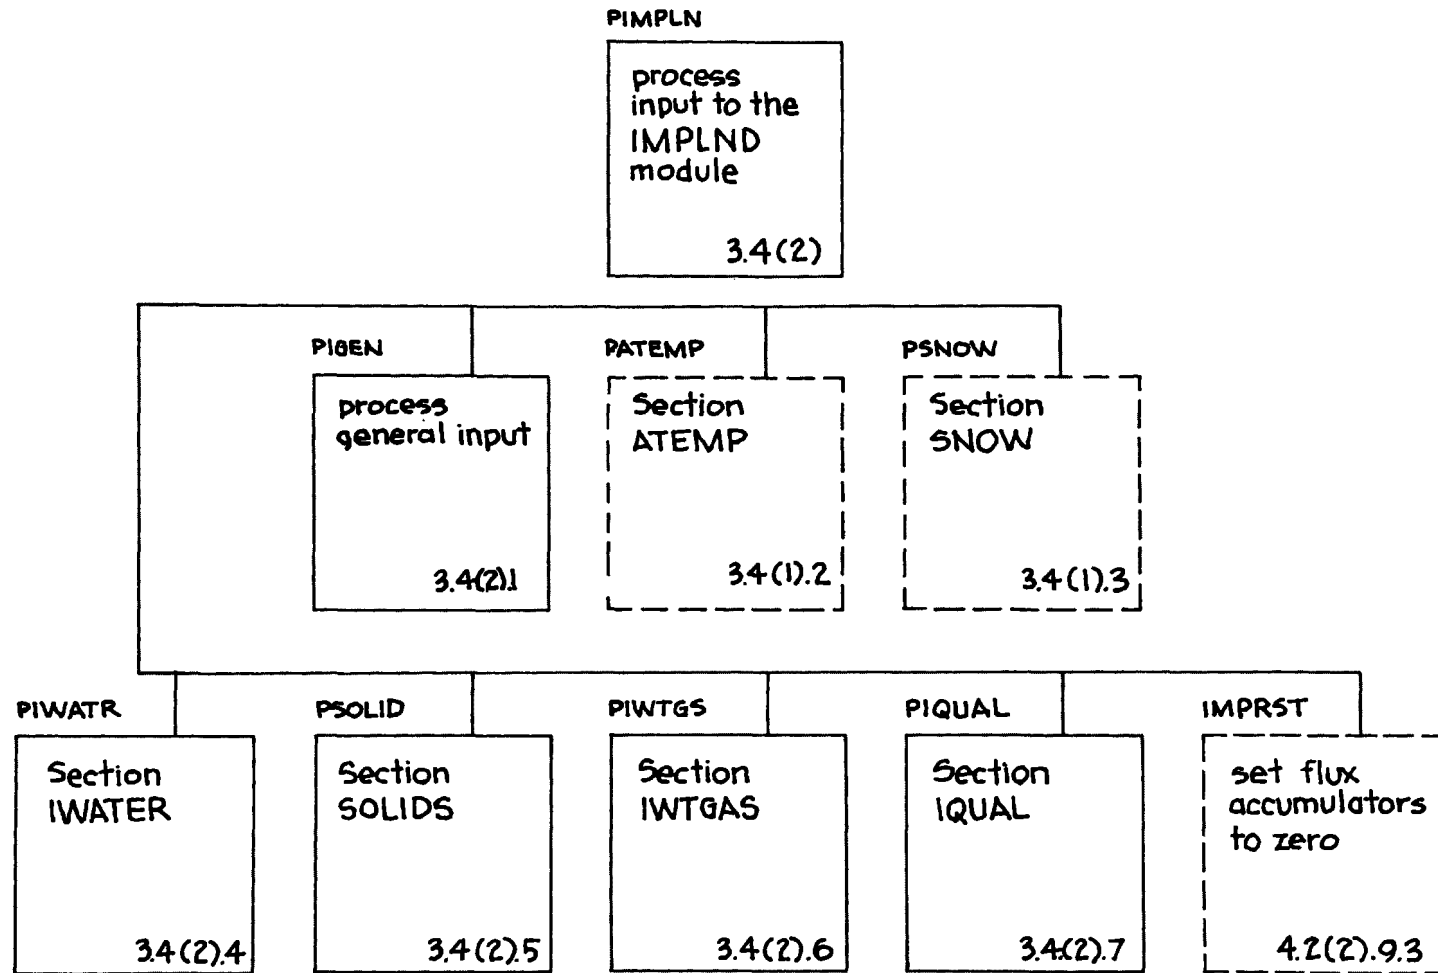 PIMPLN
process
input to the
IMPLND
module
3.4(2)
PIGEN
process
general input
3.4(2).1
PATEMP
Section
ATEMP
3.4(1).2
PSNOW
Section
SNOW
3.4(1).3
PIWATR
Section
IWATER
3.4(2).4
PSOLID
Section
SOLIDS
3.4(2).5
PIWTGS
Section
IWTGAS
3.4(2).6
PIQUAL
Section
IQUAL
3.4(2).7
IMPRST
set flux
accumulators
to zero
4.2(2).9.3